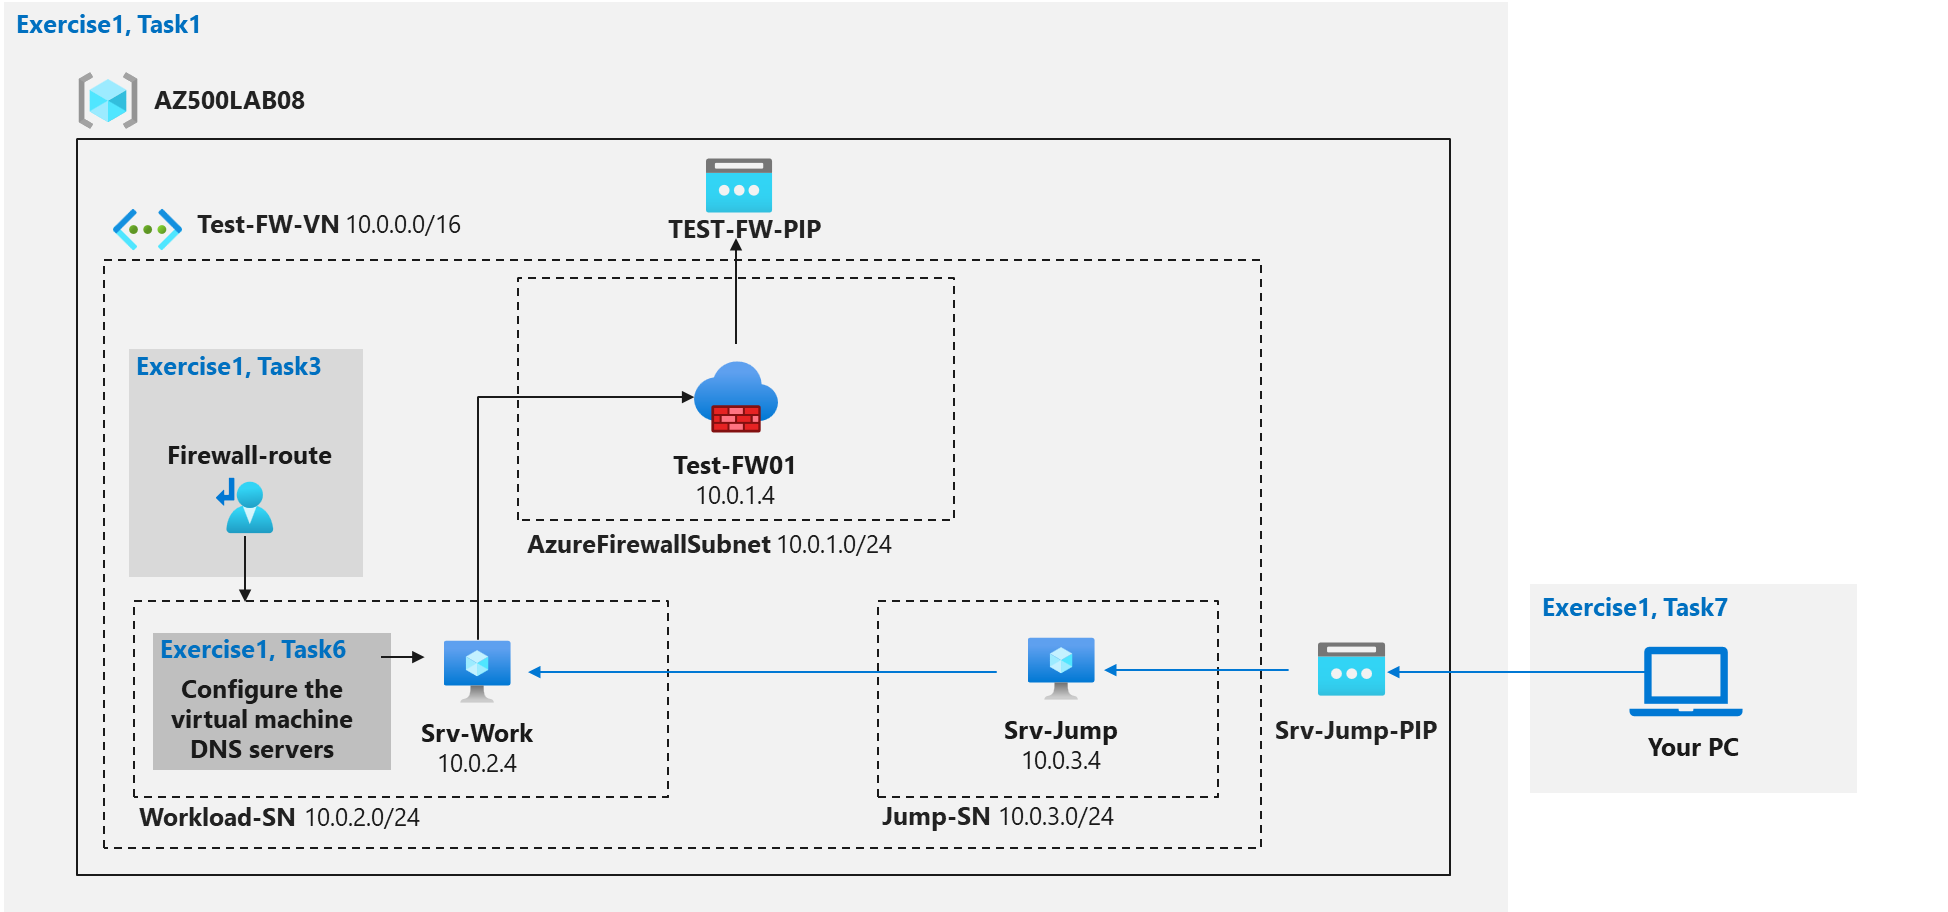 Exercise1, Task1
AZ500LAB08
Test-FW-VN 10.0.0.0/16
TEST-FW-PIP
Exercise1, Task3
Firewall-route
Test-FW01
10.0.1.4
AzureFirewallSubnet 10.0.1.0/24
Exercise1, Task6
Configure the
virtual machine
DNS servers
Srv-Work
10.0.2.4
Workload-SN 10.0.2.0/24
Srv-Jump
10.0.3.4
Jump-SN 10.0.3.0/24
Srv-Jump-PIP
Exercise1, Task7
Your PC